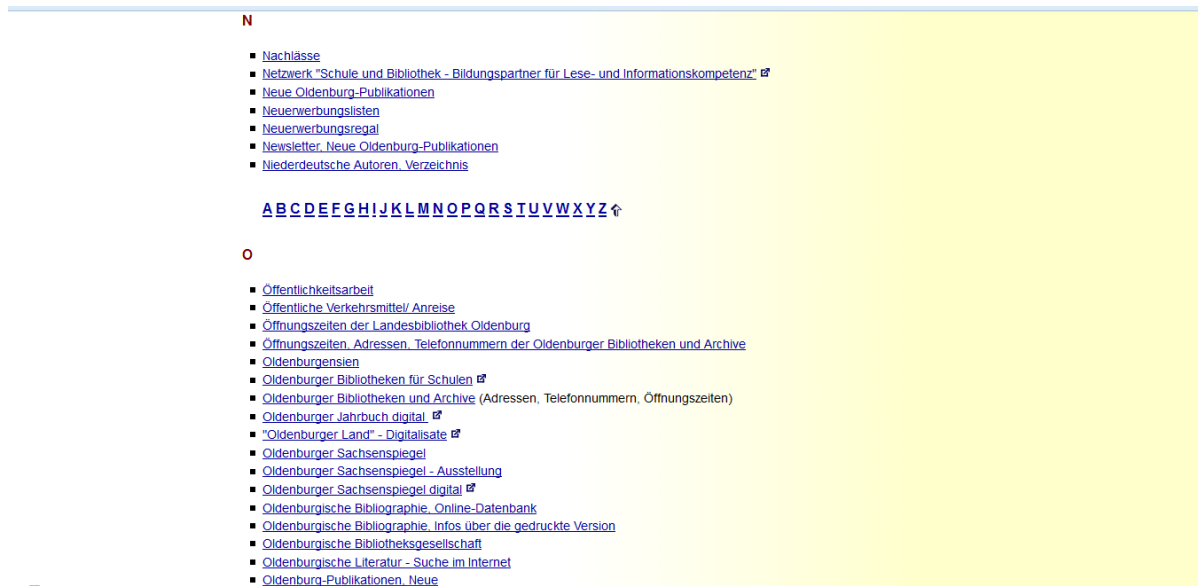 N
Nachlässe
Netzwerk "Schule und Bibliothek - Bildungspartner für Lese- und Informationskompetenz"
Neue Oldenburg-Publikationen
Neuerwerbungslisten
Neuerwerbungsregal
Newsletter, Neue Oldenburg-Publikationen
Niederdeutsche Autoren, Verzeichnis
A B C D E F G H I J K L M N O P Q R S T U V W X Y Z
O
Öffentlichkeitsarbeit
Öffentliche Verkehrsmittel/ Anreise
Öffnungszeiten der Landesbibliothek Oldenburg
Öffnungszeiten, Adressen, Telefonnummern der Oldenburger Bibliotheken und Archive
Oldenburgensien
Oldenburger Bibliotheken für Schulen
Oldenburger Bibliotheken und Archive (Adressen, Telefonnummern, Öffnungszeiten)
Oldenburger Jahrbuch digital
"Oldenburger Land" - Digitalisate
Oldenburger Sachsenspiegel
Oldenburger Sachsenspiegel - Ausstellung
Oldenburger Sachsenspiegel digital
Oldenburgische Bibliographie, Online-Datenbank
Oldenburgische Bibliographie, Infos über die gedruckte Version
Oldenburgische Bibliotheksgesellschaft
Oldenburgische Literatur - Suche im Internet
Oldenburg-Publikationen, Neue